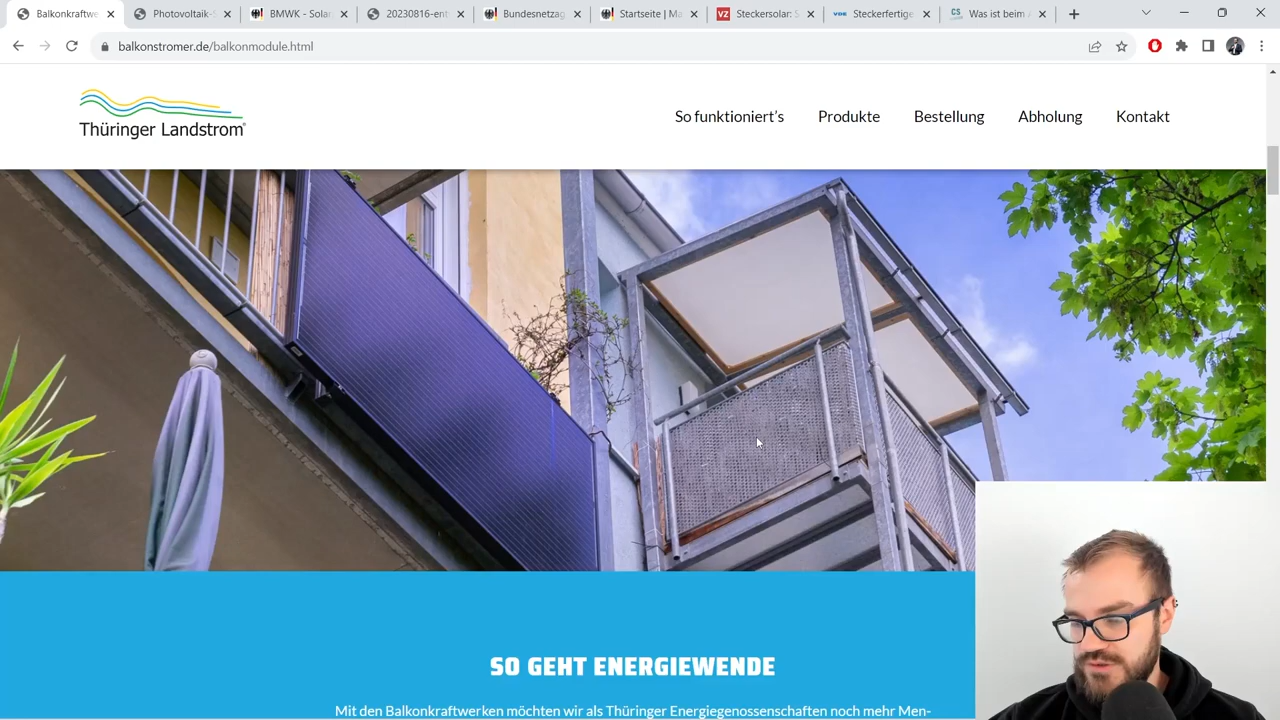 Balkonkraftwe
Photovoltaik-S
BMWK - Solar
20230816-ent
Bundesnetzag
Startseite | Ma
Steckersolar: S
Steckerfertige
Was ist beim A
balkonstromer.de/balkonmodule.html
Thüringer Landstrom
So funktioniert's
Produkte
Bestellung
Abholung
Kontakt
SO GEHT ENERGIEWENDE
Mit den Balkonkraftwerken möchten wir als Thüringer Energiegenossenschaften noch mehr Men-